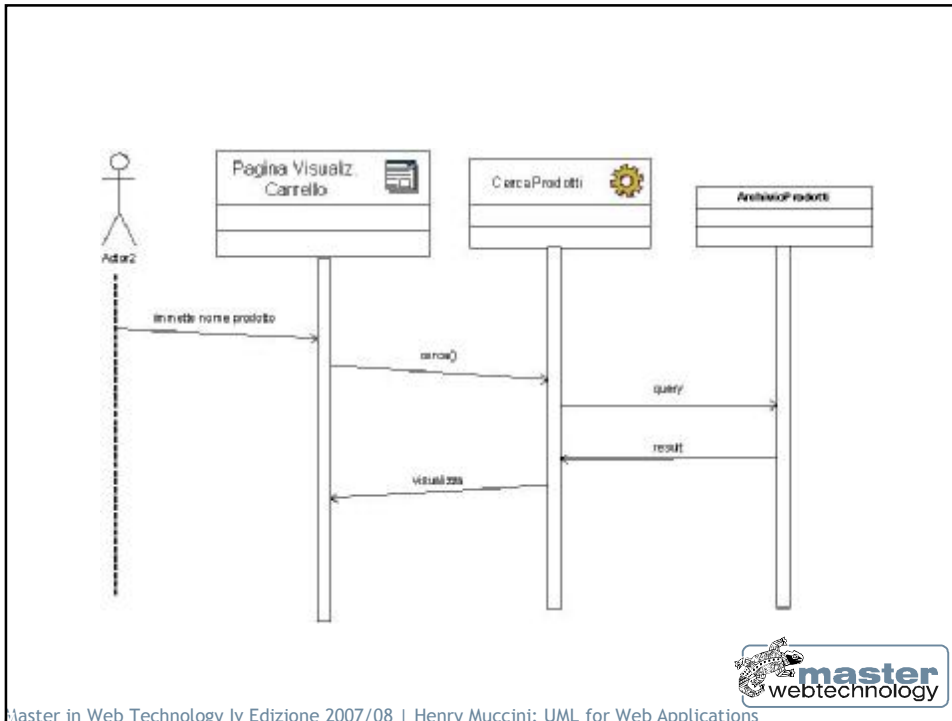 Pagina Visualiz.
Carrello
CercaProdotti
ArchivioProdotti
Actor2
immette nome prodotto
cerca()
query
result
visualizza
master
webtechnology
Master in Web Technology Iv Edizione 2007/08 | Henry Muccini: UML for Web Applications